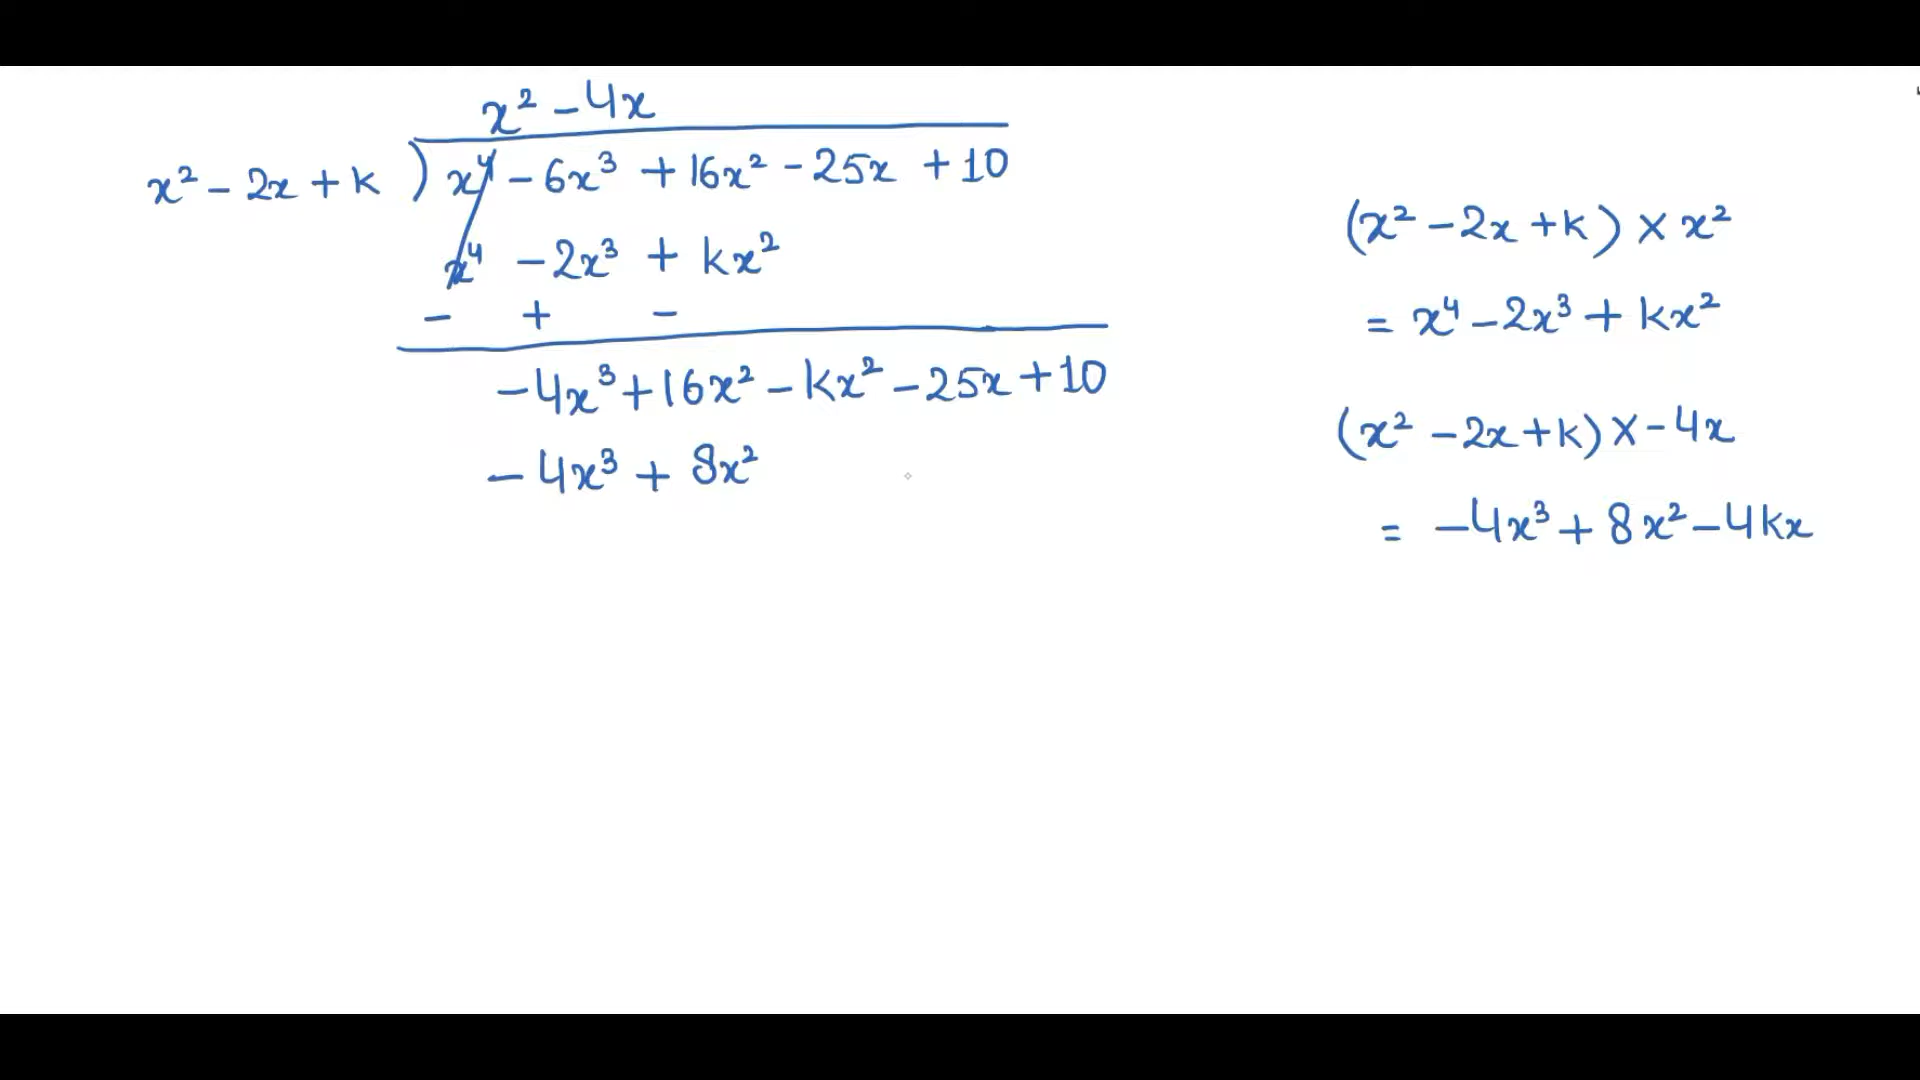 x² - 4x
x² - 2x + k ) x⁴ - 6x³ + 16x² - 25x + 10
x⁴ - 2x³ + kx²
- + -
-4x³ + 16x² - kx² - 25x + 10
- 4x³ + 8x²
(x² - 2x + k) × x²
= x⁴ - 2x³ + kx²
(x² - 2x + k) × - 4x
= -4x³ + 8x² - 4kx